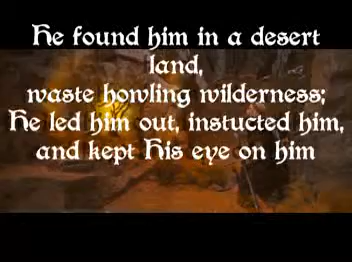 He found him in a desert
land,
waste howling wilderness;
He led him out, instucted him,
and kept His eye on him